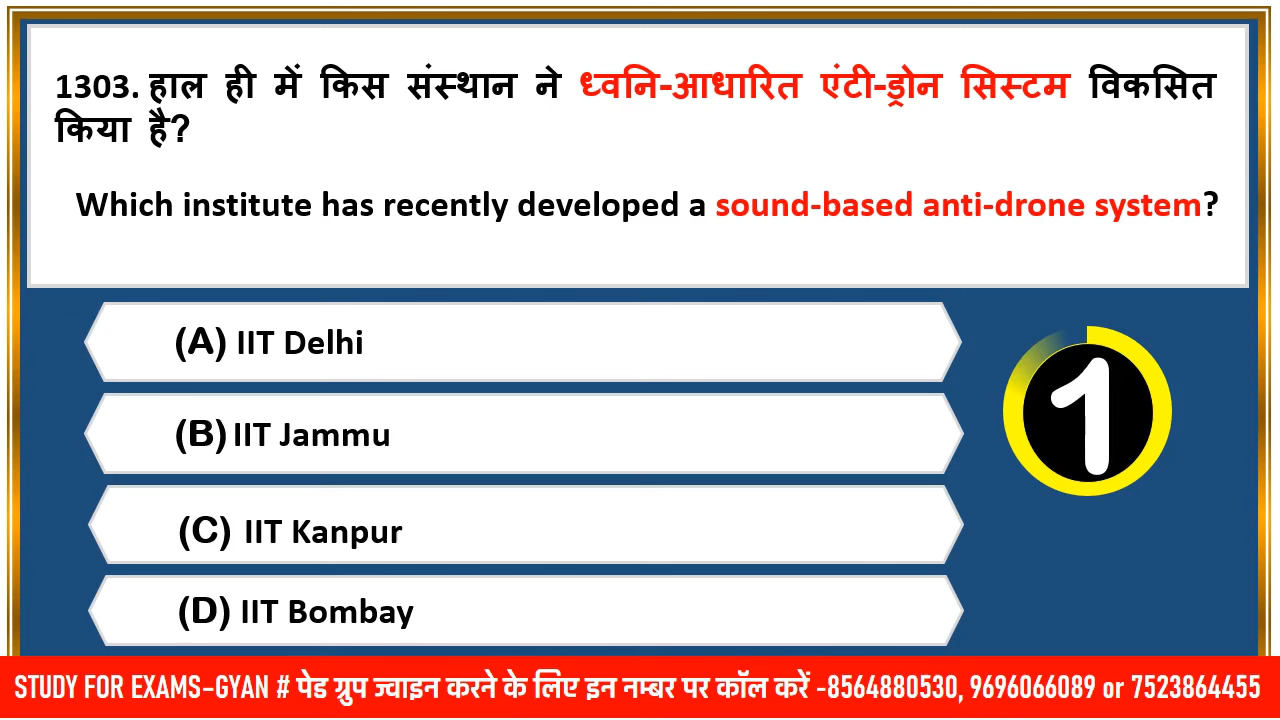 1303. हाल ही में किस संस्थान ने ध्वनि-आधारित एंटी-ड्रोन सिस्टम विकसित
किया है?
Which institute has recently developed a sound-based anti-drone system?
(A) IIT Delhi
(B) IIT Jammu
1
(C) IIT Kanpur
(D) IIT Bombay
STUDY FOR EXAMS-GYAN # पेड ग्रुप ज्वाइन करने के लिए इन नम्बर पर कॉल करें -8564880530, 9696066089 or 7523864455